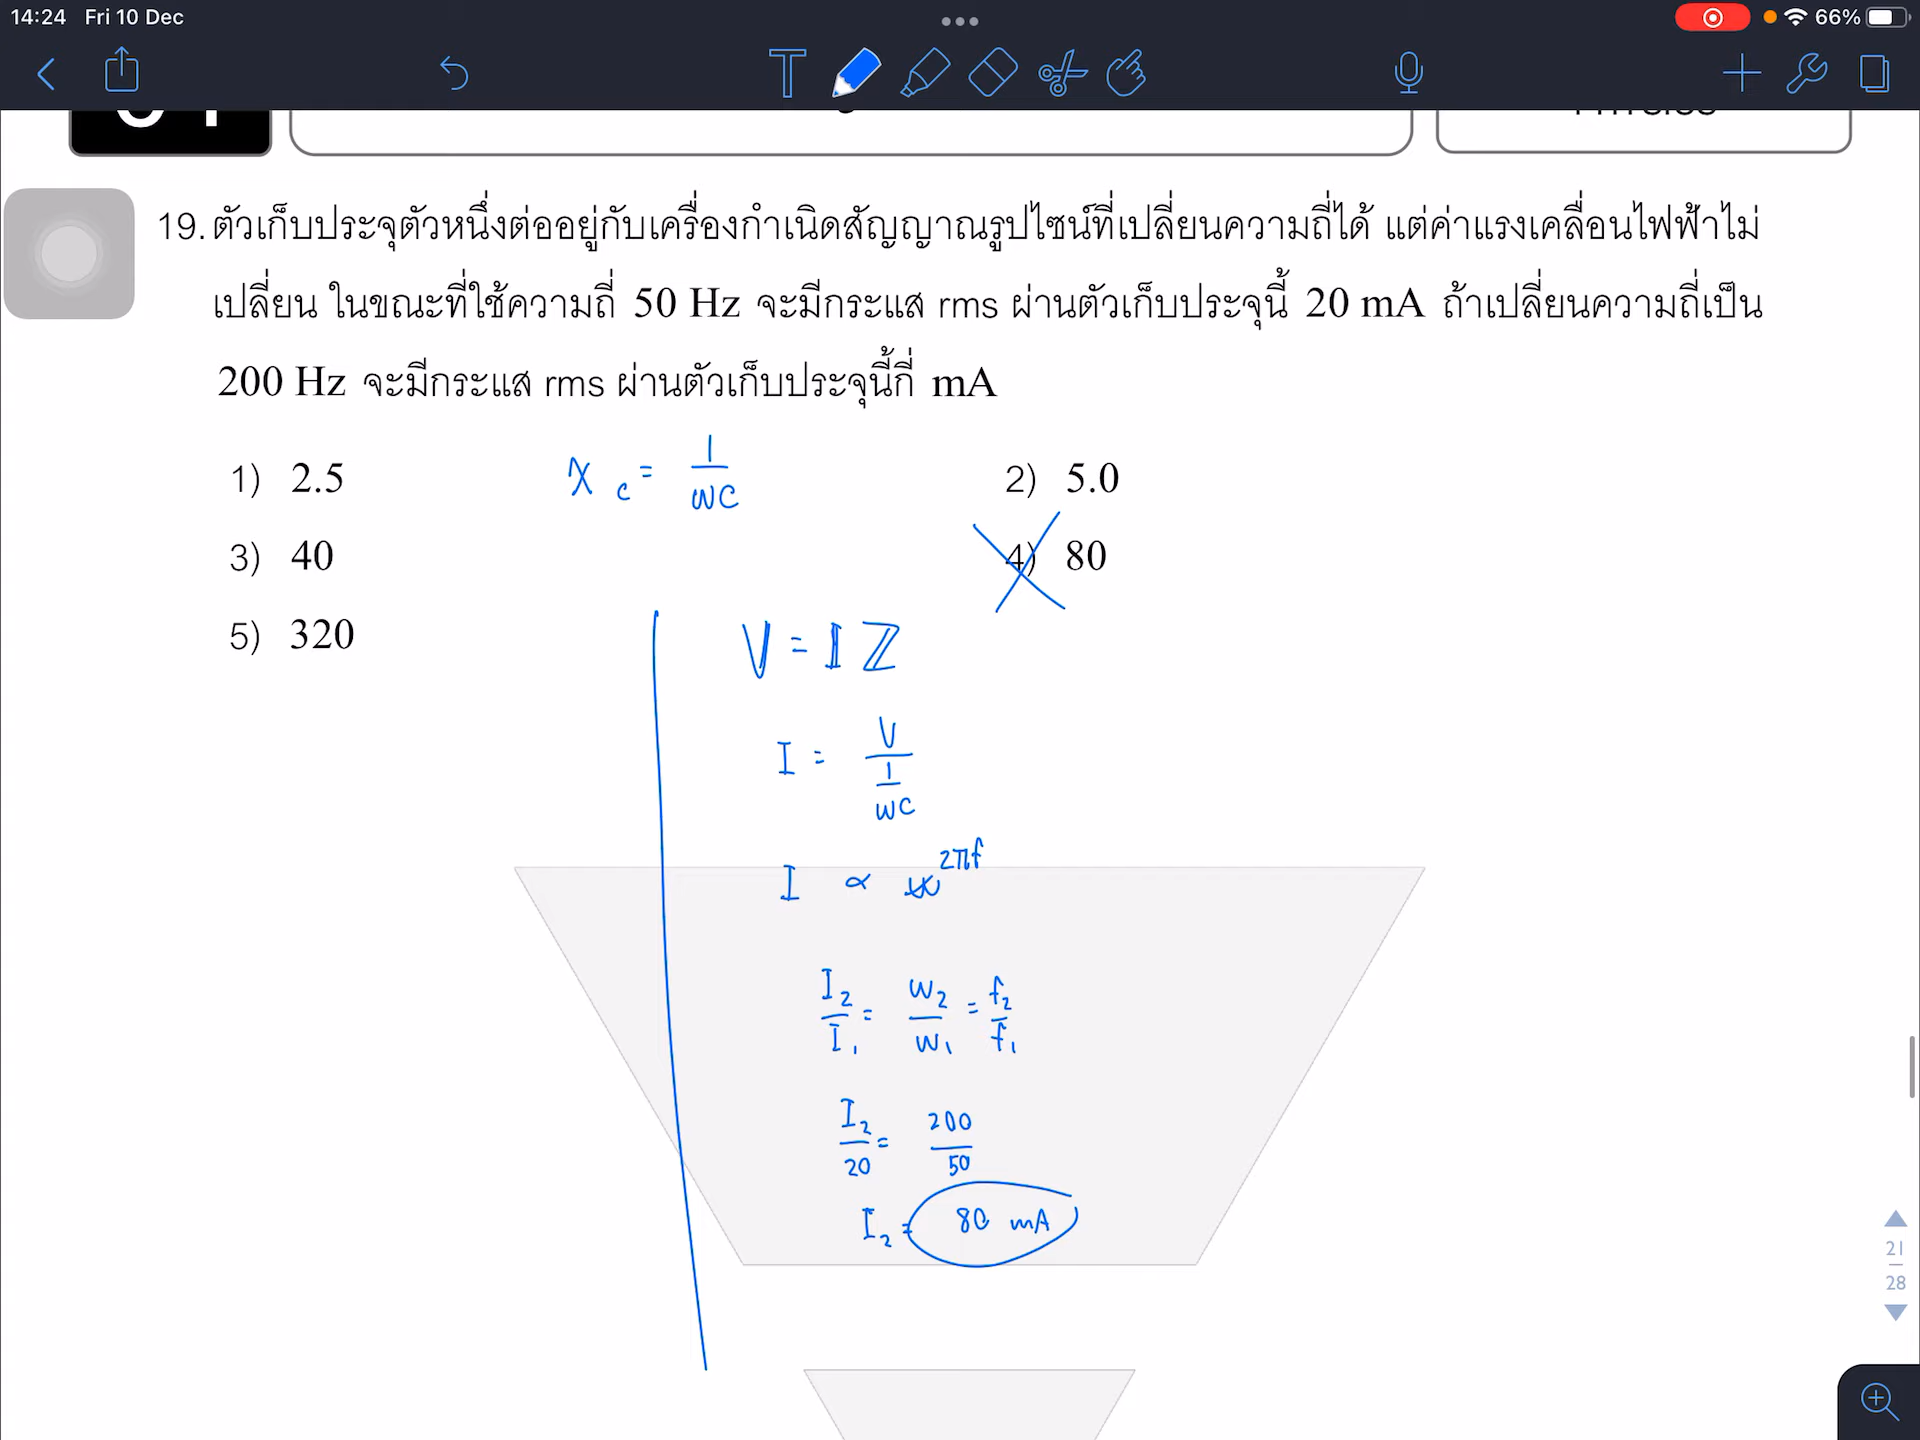 14:24 Fri 10 Dec
66%
19. ตัวเก็บประจุตัวหนึ่งต่ออยู่กับเครื่องกำเนิดสัญญาณรูปไซน์ที่เปลี่ยนความถี่ได้ แต่ค่าแรงเคลื่อนไฟฟ้าไม่
เปลี่ยน ในขณะที่ใช้ความถี่ 50 Hz จะมีกระแส rms ผ่านตัวเก็บประจุนี้ 20 mA ถ้าเปลี่ยนความถี่เป็น
200 Hz จะมีกระแส rms ผ่านตัวเก็บประจุนี้กี่ mA
1) 2.5
2) 5.0
3) 40
4) 80
5) 320
X c = 1/ωC
V = I Z
I = V/(1/ωC)
I ∝ ω 2πf
I₂/I₁ = ω₂/ω₁ = f₂/f₁
I₂/20 = 200/50
I₂ = 80 mA
21
28